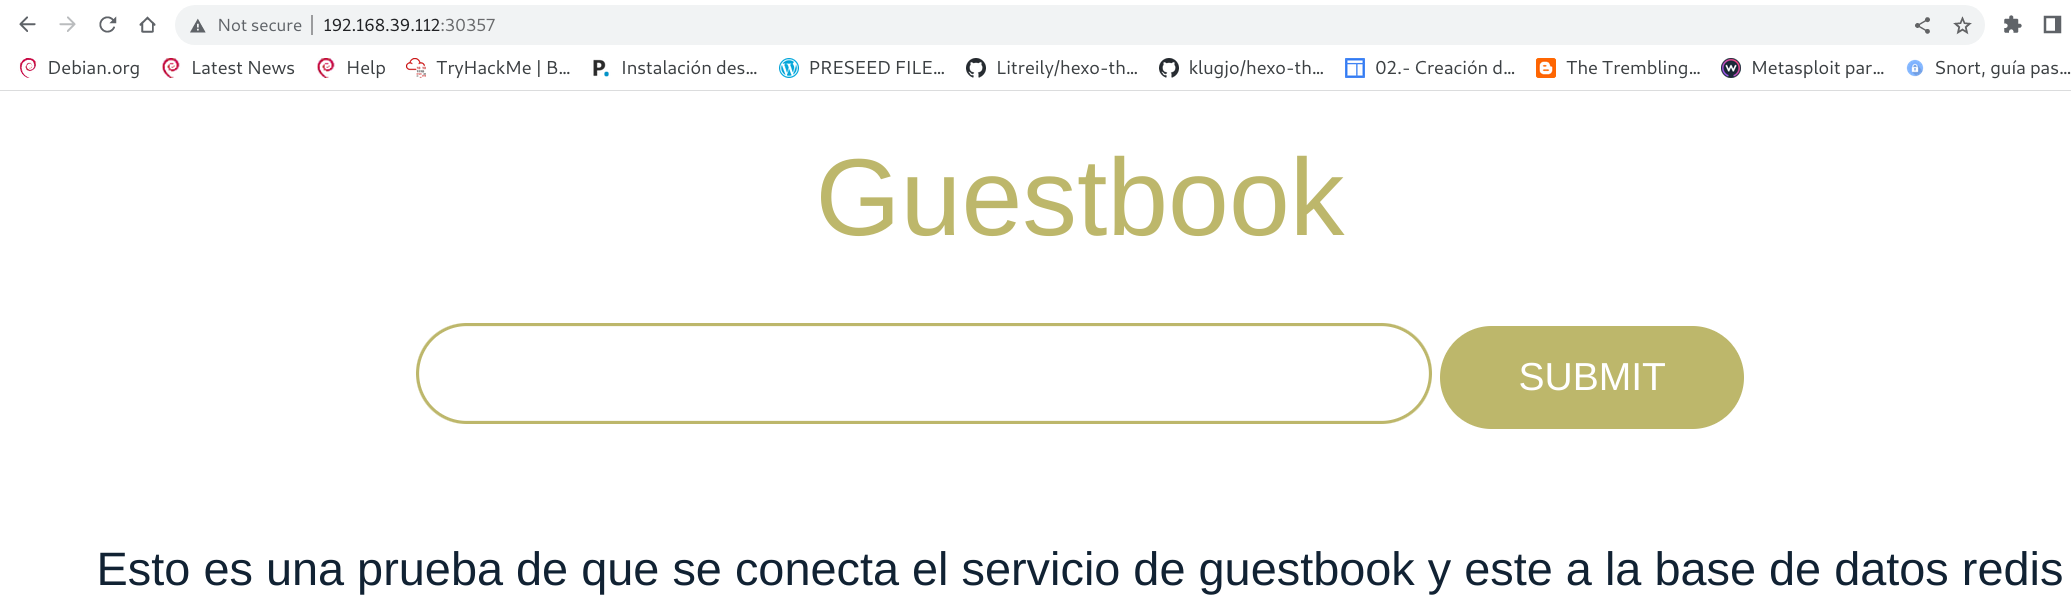 Not secure | 192.168.39.112:30357
Debian.org Latest News Help TryHackMe | B... P. Instalación des... PRESEED FILE... Litreily/hexo-th... klugjo/hexo-th... 02.- Creación d... The Trembling... Metasploit par... Snort, guía pas...
Guestbook
SUBMIT
Esto es una prueba de que se conecta el servicio de guestbook y este a la base de datos redis